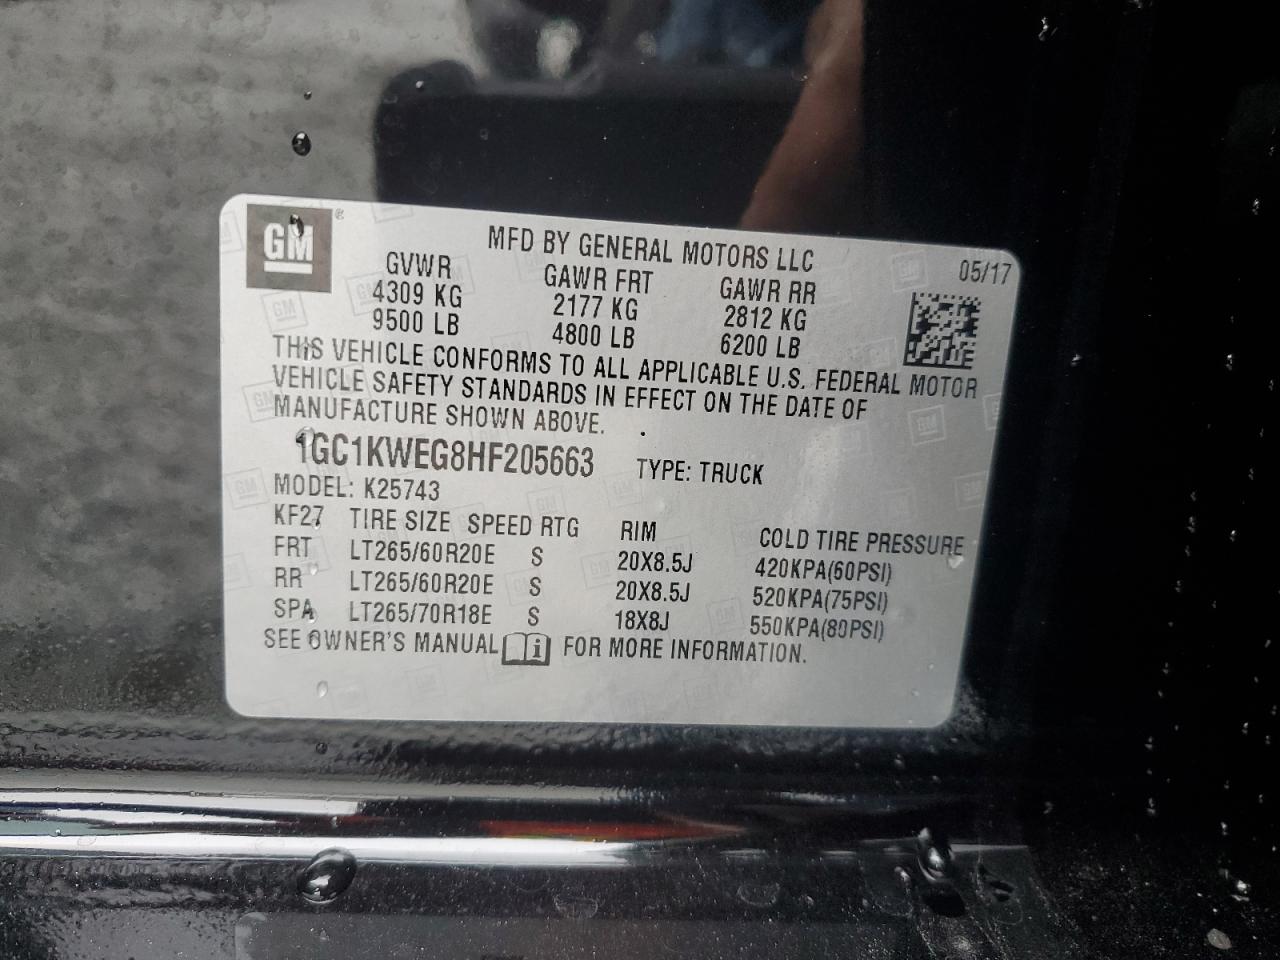 GM ® MFD BY GENERAL MOTORS LLC 05/17
GVWR GAWR FRT GAWR RR
4309 KG 2177 KG 2812 KG
9500 LB 4800 LB 6200 LB
THIS VEHICLE CONFORMS TO ALL APPLICABLE U.S. FEDERAL MOTOR
VEHICLE SAFETY STANDARDS IN EFFECT ON THE DATE OF
MANUFACTURE SHOWN ABOVE.
1GC1KWEG8HF205663 TYPE: TRUCK
MODEL: K25743
KF27 TIRE SIZE SPEED RTG RIM COLD TIRE PRESSURE
FRT LT265/60R20E S 20X8.5J 420KPA(60PSI)
RR LT265/60R20E S 20X8.5J 520KPA(75PSI)
SPA LT265/70R18E S 18X8J 550KPA(80PSI)
SEE OWNER'S MANUAL i FOR MORE INFORMATION.